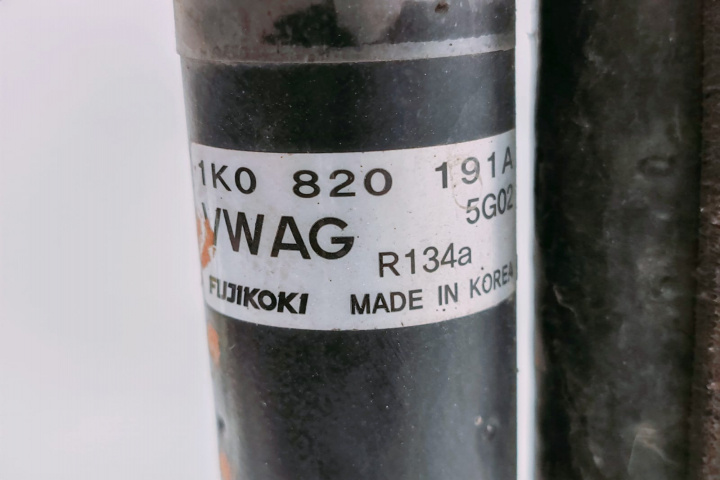 1K0 820 191A
5G02
VWAG
R134a
FUJIKOKI MADE IN KOREA